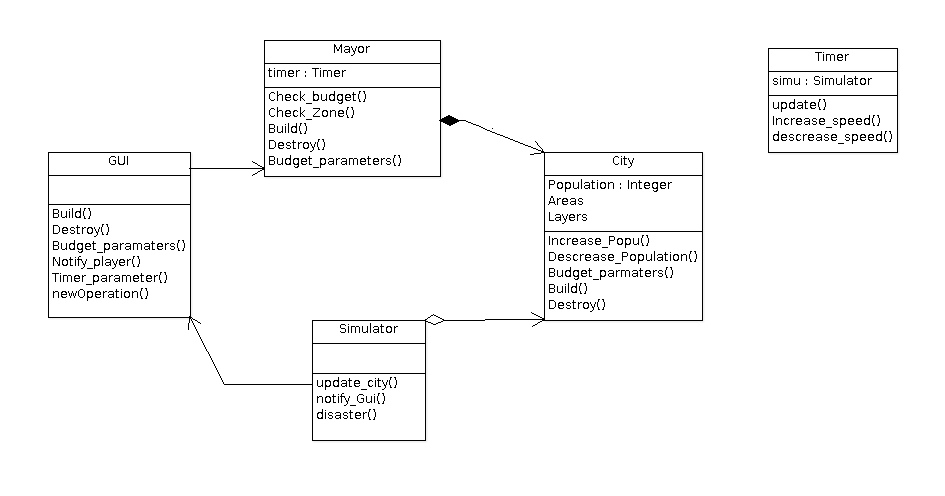 Mayor
timer : Timer
Check_budget()
Check_Zone()
Build()
Destroy()
Budget_parameters()
Timer
simu : Simulator
update()
Increase_speed()
descrease_speed()
GUI
Build()
Destroy()
Budget_paramaters()
Notify_player()
Timer_parameter()
newOperation()
City
Population : Integer
Areas
Layers
Increase_Popu()
Descrease_Population()
Budget_parmaters()
Build()
Destroy()
Simulator
update_city()
notify_Gui()
disaster()